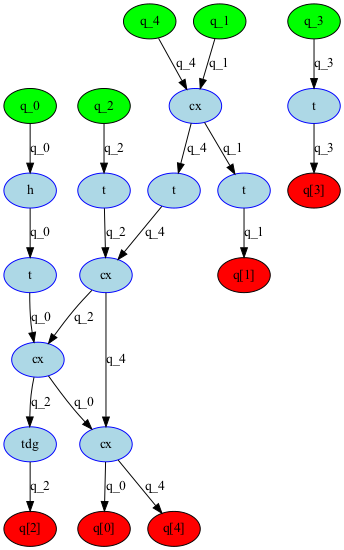 q_4 q_1 q_3
q_4 q_1 q_3
q_0 q_2 cx t
q_0 q_2 q_4 q_1 q_3
h t t t q[3]
q_0 q_2 q_4 q_1
t cx q[1]
q_0 q_2
cx q_4
q_2 q_0
tdg cx
q_2 q_0 q_4
q[2] q[0] q[4]